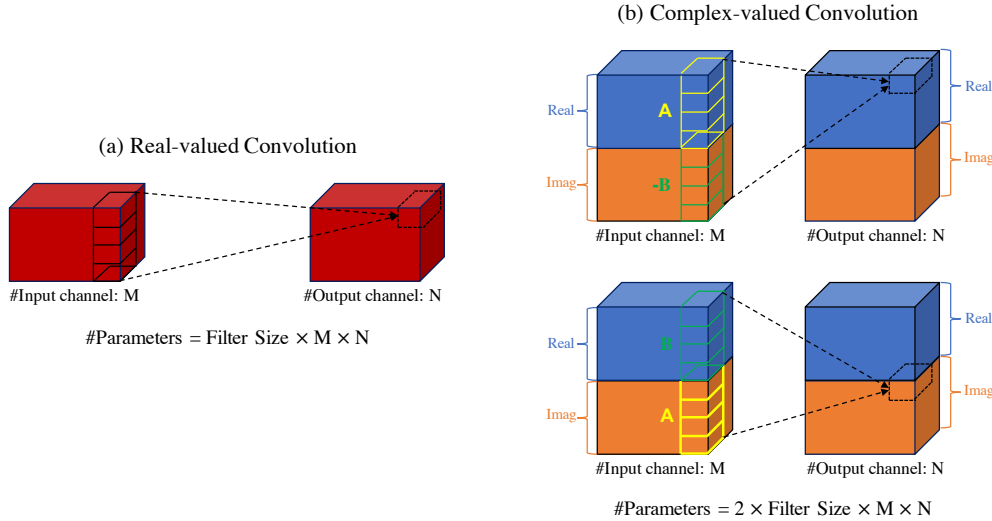 (a) Real-valued Convolution
#Input channel: M
#Output channel: N
#Parameters = Filter Size × M × N
(b) Complex-valued Convolution
Real
A
Real
Imag
-B
Imag
#Input channel: M
#Output channel: N
Real
B
Real
Imag
A
Imag
#Input channel: M
#Output channel: N
#Parameters = 2 × Filter Size × M × N